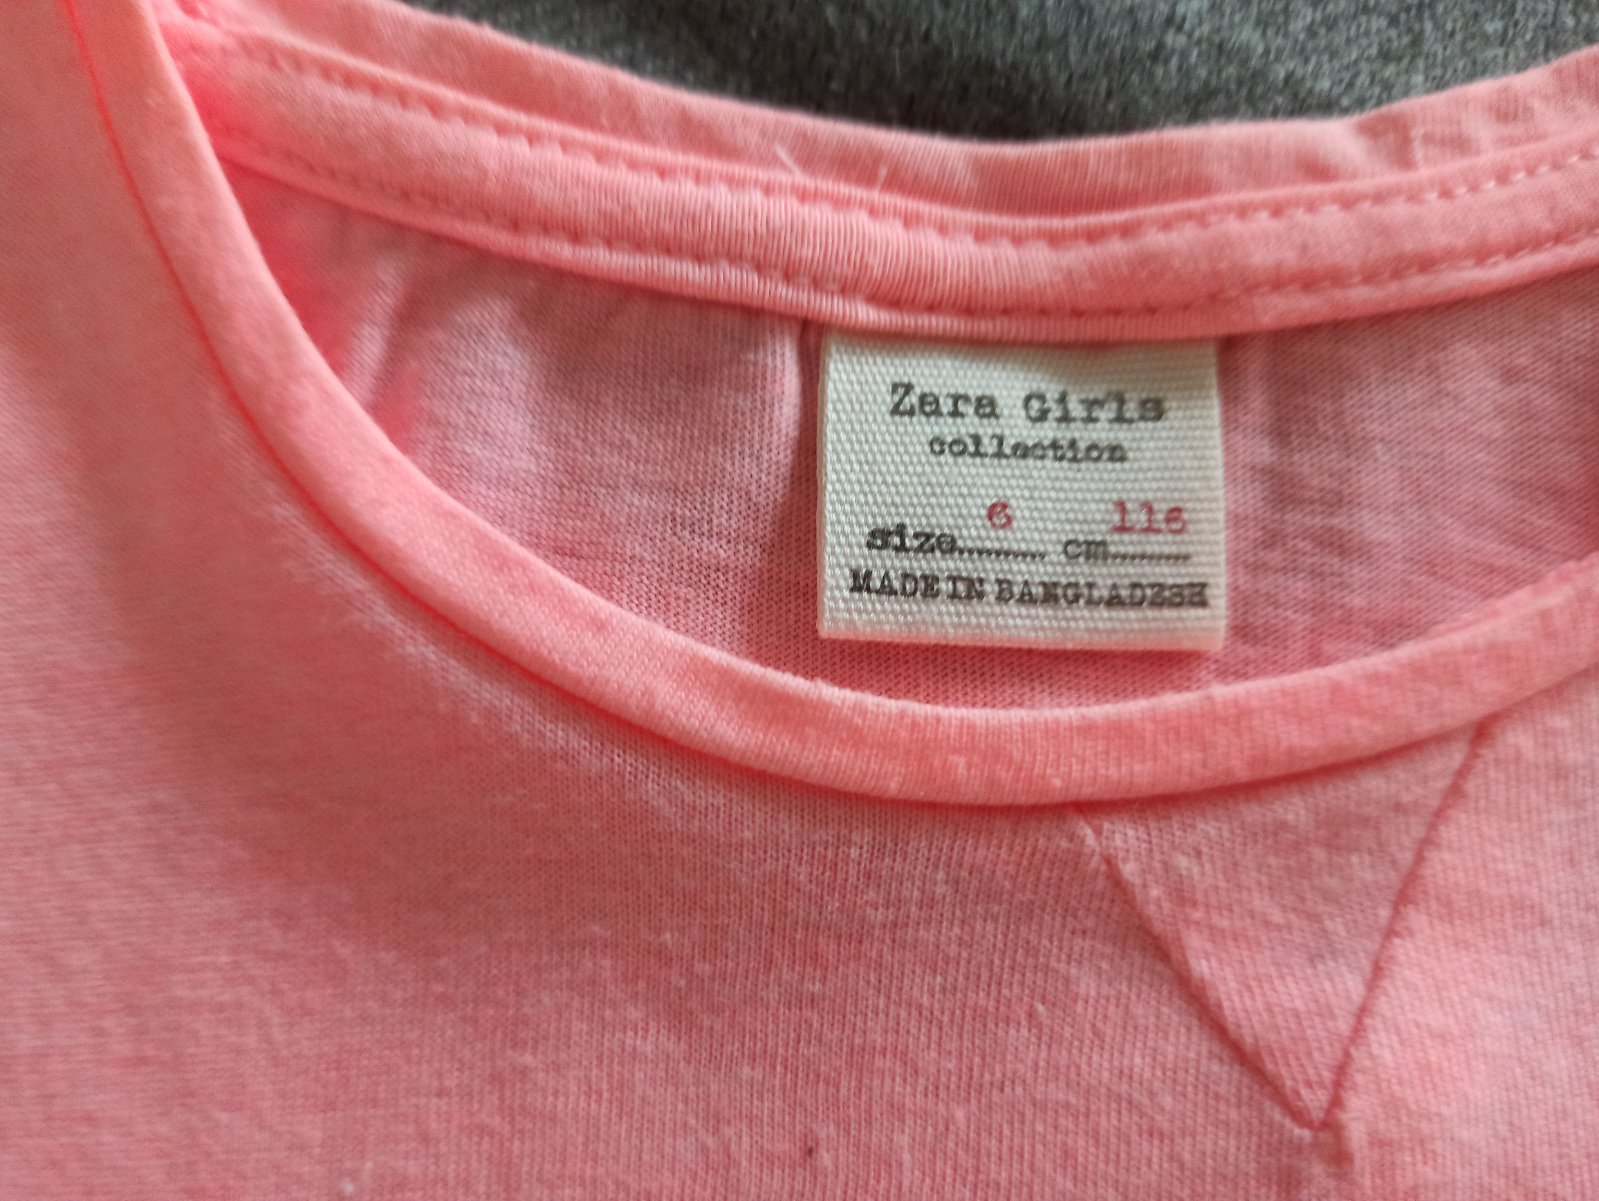 Zara Girls
collection
6 116
size.......... cm.........
MADE IN BANGLADESH